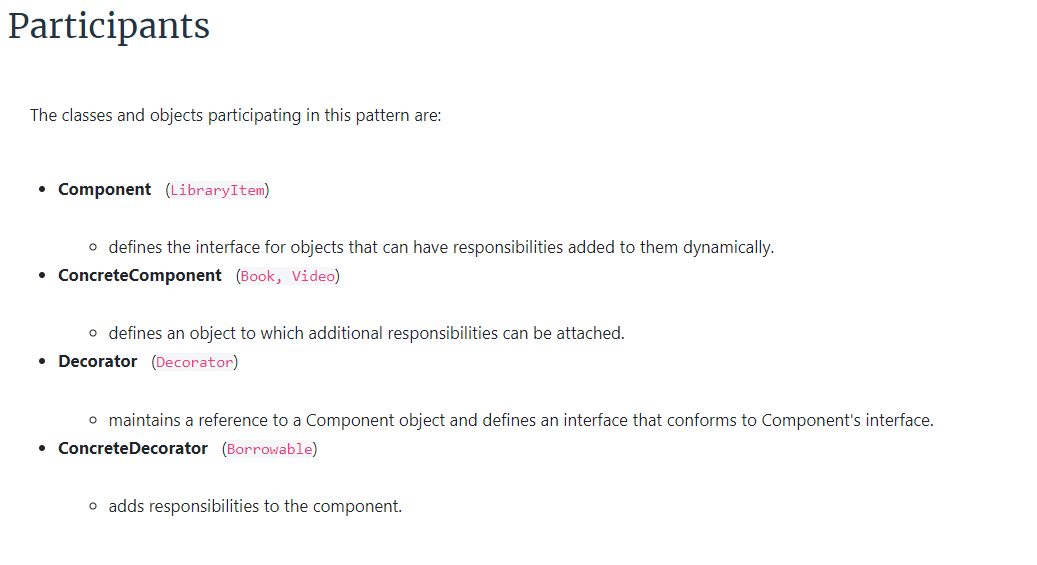 Participants
The classes and objects participating in this pattern are:
Component (LibraryItem)
defines the interface for objects that can have responsibilities added to them dynamically.
ConcreteComponent (Book, Video)
defines an object to which additional responsibilities can be attached.
Decorator (Decorator)
maintains a reference to a Component object and defines an interface that conforms to Component's interface.
ConcreteDecorator (Borrowable)
adds responsibilities to the component.